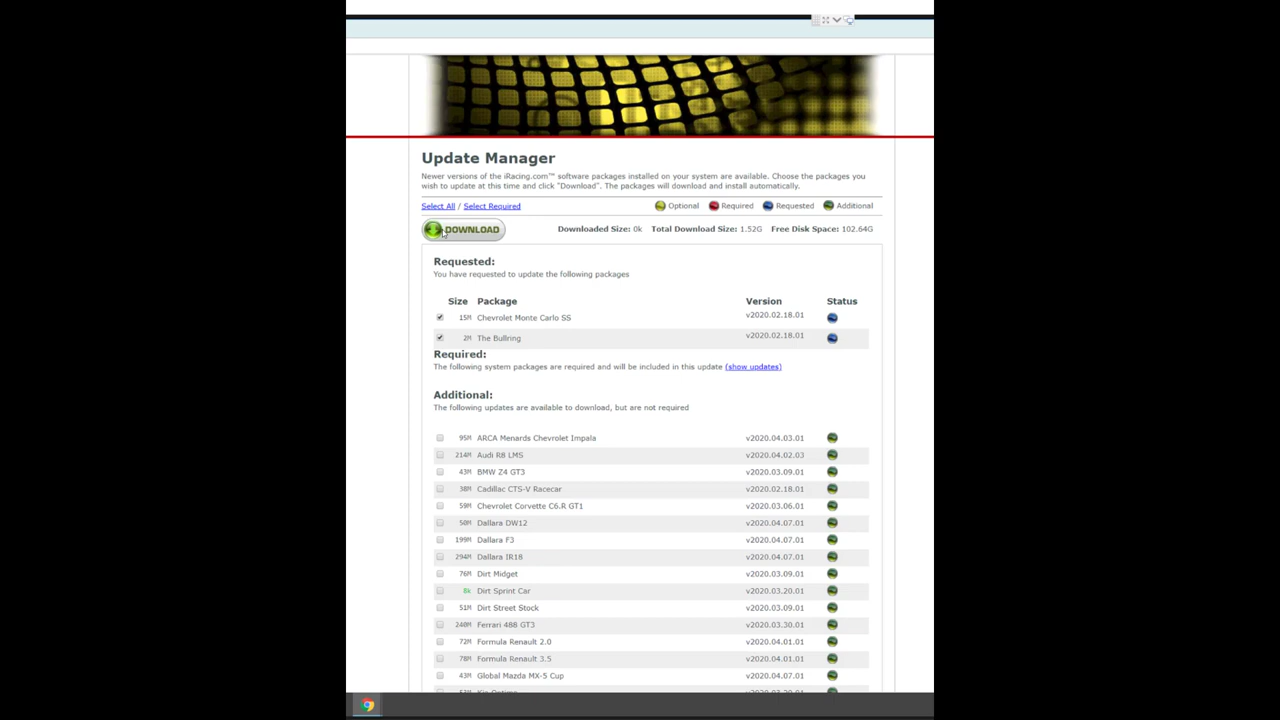 Update Manager
Newer versions of the iRacing.com™ software packages installed on your system are available. Choose the packages you
wish to update at this time and click "Download". The packages will download and install automatically.
Select All / Select Required Optional Required Requested Additional
DOWNLOAD Downloaded Size: 0k Total Download Size: 1.52G Free Disk Space: 102.64G
Requested:
You have requested to update the following packages
Size Package Version Status
15M Chevrolet Monte Carlo SS v2020.02.18.01
2M The Bullring v2020.02.18.01
Required:
The following system packages are required and will be included in this update (show updates)
Additional:
The following updates are available to download, but are not required
95M ARCA Menards Chevrolet Impala v2020.04.03.01
214M Audi R8 LMS v2020.04.02.03
43M BMW Z4 GT3 v2020.03.09.01
38M Cadillac CTS-V Racecar v2020.02.18.01
59M Chevrolet Corvette C6.R GT1 v2020.03.06.01
50M Dallara DW12 v2020.04.07.01
199M Dallara F3 v2020.04.07.01
294M Dallara IR18 v2020.04.07.01
76M Dirt Midget v2020.03.09.01
8k Dirt Sprint Car v2020.03.20.01
51M Dirt Street Stock v2020.03.09.01
240M Ferrari 488 GT3 v2020.03.30.01
72M Formula Renault 2.0 v2020.04.01.01
78M Formula Renault 3.5 v2020.04.01.01
43M Global Mazda MX-5 Cup v2020.04.07.01